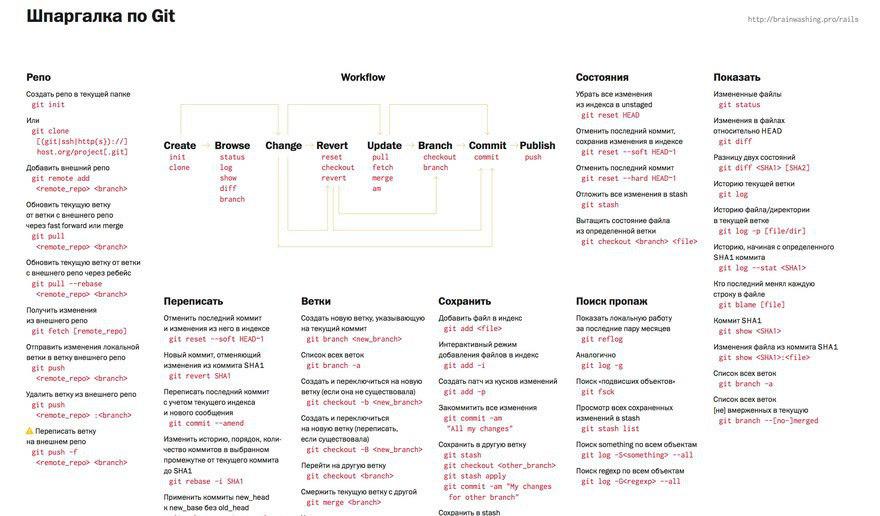 Шпаргалка по Git
http://brainwashing.pro/rails
Репо
Создать репо в текущей папке
git init
Или
git clone
[{git|ssh|http{s}}://]
host.org/project[.git]
Добавить внешний репо
git remote add
<remote_repo> <branch>
Обновить текущую ветку
от ветки с внешнего репо
через fast forward или merge
git pull
<remote_repo> <branch>
Обновить текущую ветку от ветки
с внешнего репо через ребейс
git pull --rebase
<remote_repo> <branch>
Получить изменения
из внешнего репо
git fetch [remote_repo]
Отправить изменения локальной
ветки в ветку внешнего репо
git push
<remote_repo> <branch>
Удалить ветку из внешнего репо
git push
<remote_repo> :<branch>
Переписать ветку
на внешнем репо
git push -f
<remote_repo> <branch>
Workflow
Create
init
clone
Browse
status
log
show
diff
branch
Change
Revert
reset
checkout
revert
Update
pull
fetch
merge
am
Branch
checkout
branch
Commit
commit
Publish
push
Состояния
Убрать все изменения
из индекса в unstaged
git reset HEAD
Отменить последний коммит,
сохранив изменения в индексе
git reset --soft HEAD~1
Отменить последний коммит
git reset --hard HEAD~1
Отложить все изменения в stash
git stash
Вытащить состояние файла
из определенной ветки
git checkout <branch> <file>
Показать
Измененные файлы
git status
Изменения в файлах
относительно HEAD
git diff
Разницу двух состояний
git diff <SHA1> [SHA2]
Историю текущей ветки
git log
Историю файла/директории
в текущей ветке
git log -p [file/dir]
Историю, начиная с определенного
SHA1 коммита
git log --stat <SHA1>
Кто последний менял каждую
строку в файле
git blame [file]
Коммит SHA1
git show <SHA1>
Изменения файла из коммита SHA1
git show <SHA1>:<file>
Список всех веток
git branch -a
Список всех веток
[не] вмерженных в текущую
git branch --[no-]merged
Переписать
Отменить последний коммит
и изменения из него в индексе
git reset --soft HEAD~1
Новый коммит, отменяющий
изменения из коммита SHA1
git revert SHA1
Переписать последний коммит
с учетом текущего индекса
и нового сообщения
git commit --amend
Изменить историю, порядок, коли-
чество коммитов в выбранном
промежутке от текущего коммита
до SHA1
git rebase -i SHA1
Применить коммиты new_head
к new_base без old_head
Ветки
Создать новую ветку, указывающую
на текущий коммит
git branch <new_branch>
Список всех веток
git branch -a
Создать и переключиться на новую
ветку (если она не существовала)
git checkout -b <new_branch>
Создать и переключиться
на новую ветку (переписать,
если существовала)
git checkout -B <new_branch>
Перейти на другую ветку
git checkout <branch>
Смержить текущую ветку с другой
git merge <branch>
Сохранить
Добавить файл в индекс
git add <file>
Интерактивный режим
добавления файлов в индекс
git add -i
Создать патч из кусков изменений
git add -p
Закоммитить все изменения
git commit -am
"All my changes"
Сохранить в другую ветку
git stash
git checkout <other_branch>
git stash apply
git commit -am "My changes
for other branch"
Сохранить в stash
Поиск пропаж
Показать локальную работу
за последние пару месяцев
git reflog
Аналогично
git log -g
Поиск «подвисших объектов»
git fsck
Просмотр всех сохраненных
изменений в stash
git stash list
Поиск something по всем объектам
git log -S<something> --all
Поиск regexp по всем объектам
git log -G<regexp> --all